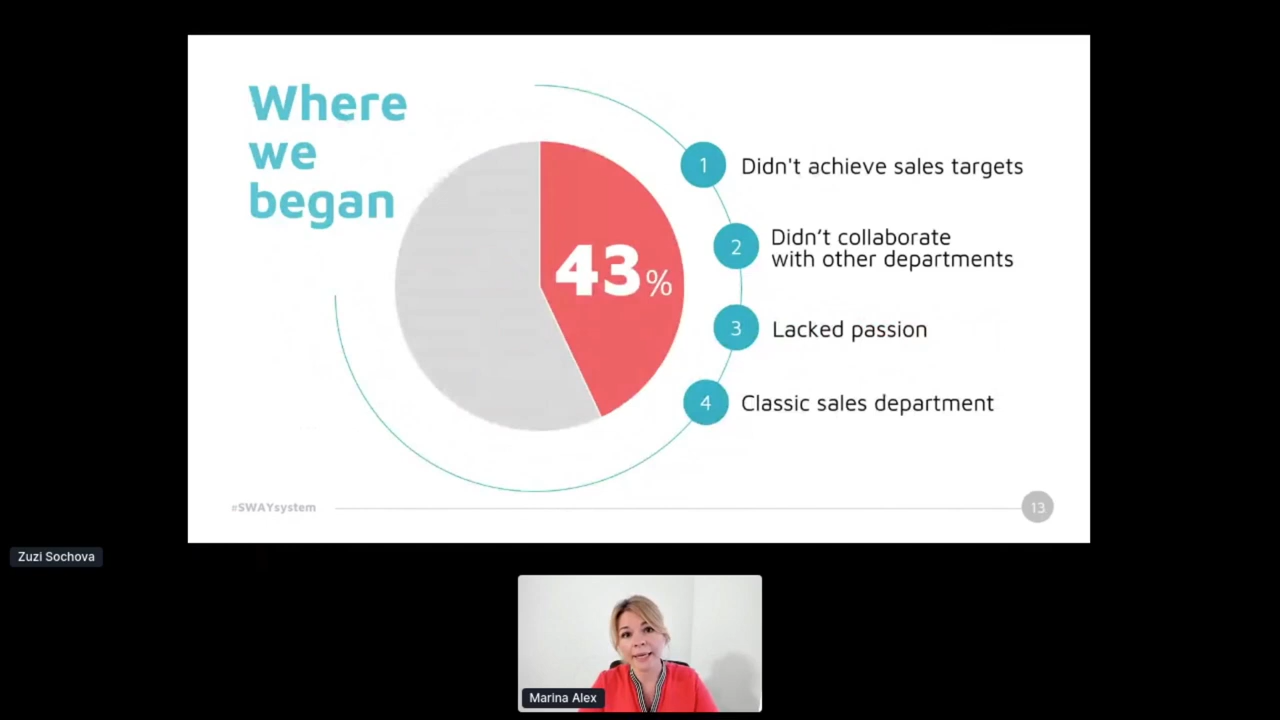 Where
we
began
43%
1
Didn't achieve sales targets
2
Didn’t collaborate
with other departments
3
Lacked passion
4
Classic sales department
#SWAYsystem
13
Zuzi Sochova
Marina Alex